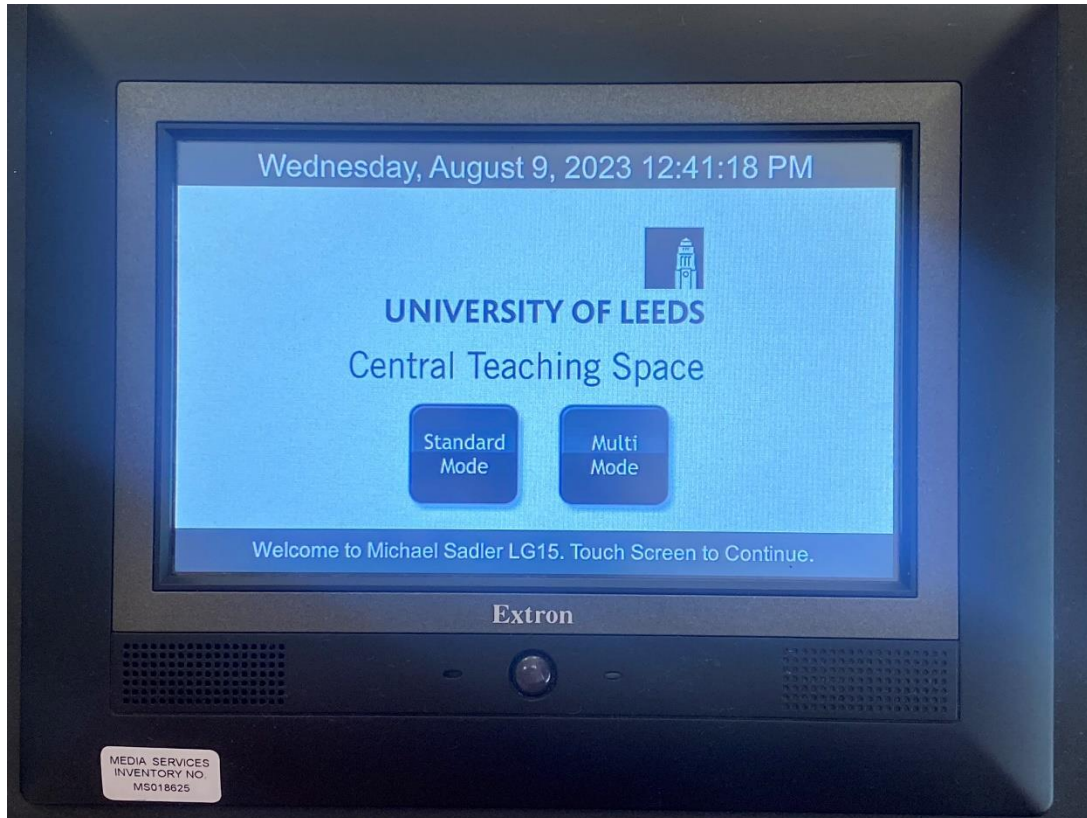 Wednesday, August 9, 2023 12:41:18 PM
UNIVERSITY OF LEEDS
Central Teaching Space
Standard
Mode
Multi
Mode
Welcome to Michael Sadler LG15. Touch Screen to Continue.
Extron
MEDIA SERVICES
INVENTORY NO.
MS018625